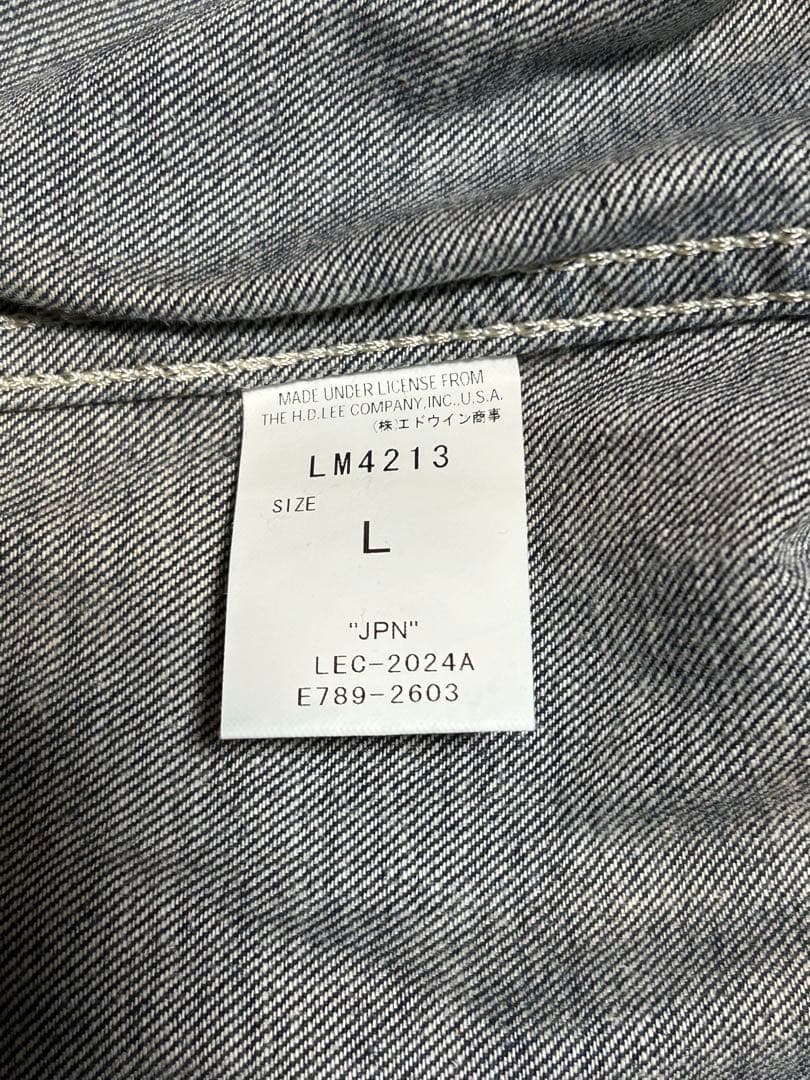 MADE UNDER LICENSE FROM
THE H.D.LEE COMPANY,INC.,U.S.A.
(株)エドウイン商事
LM4213
SIZE
L
"JPN"
LEC-2024A
E789-2603